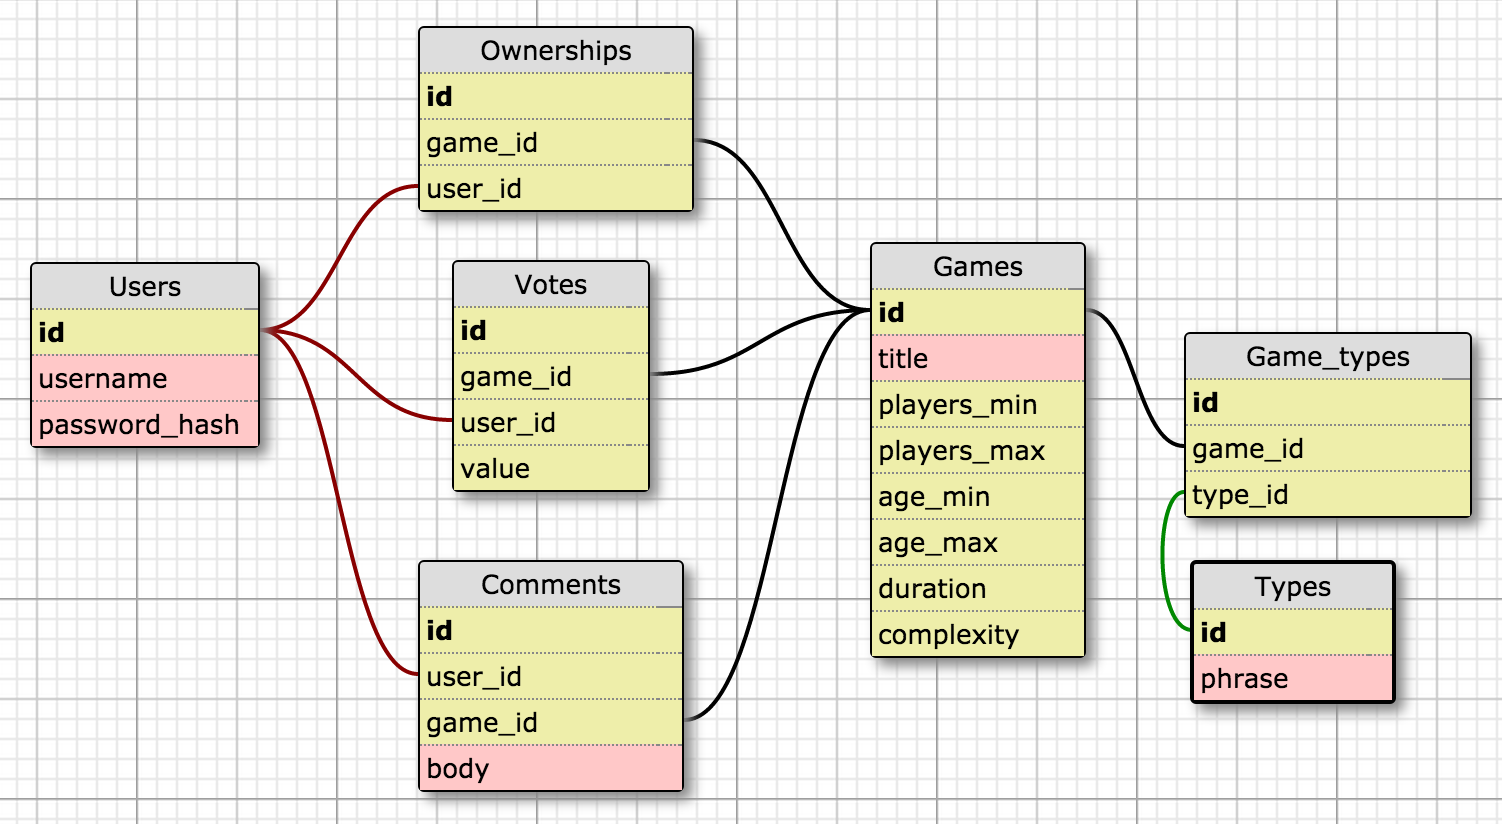 Ownerships
id
game_id
user_id
Users
id
username
password_hash
Votes
id
game_id
user_id
value
Comments
id
user_id
game_id
body
Games
id
title
players_min
players_max
age_min
age_max
duration
complexity
Game_types
id
game_id
type_id
Types
id
phrase